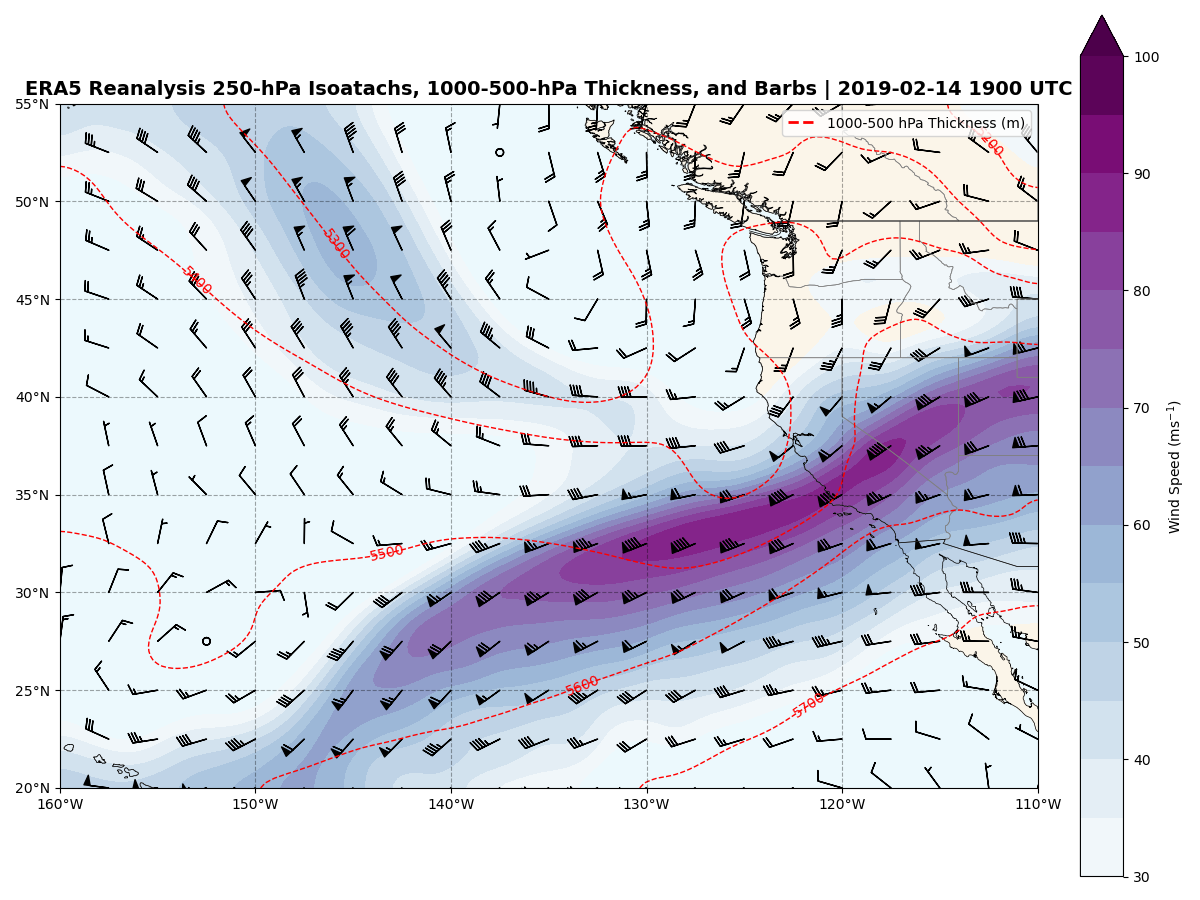 ERA5 Reanalysis 250-hPa Isoatachs, 1000-500-hPa Thickness, and Barbs | 2019-02-14 1900 UTC
1000-500 hPa Thickness (m)
55°N
50°N
45°N
40°N
35°N
30°N
25°N
20°N
160°W
150°W
140°W
130°W
120°W
110°W
5300
5500
5600
5700
100
90
80
70
60
50
40
30
Wind Speed (ms⁻¹)